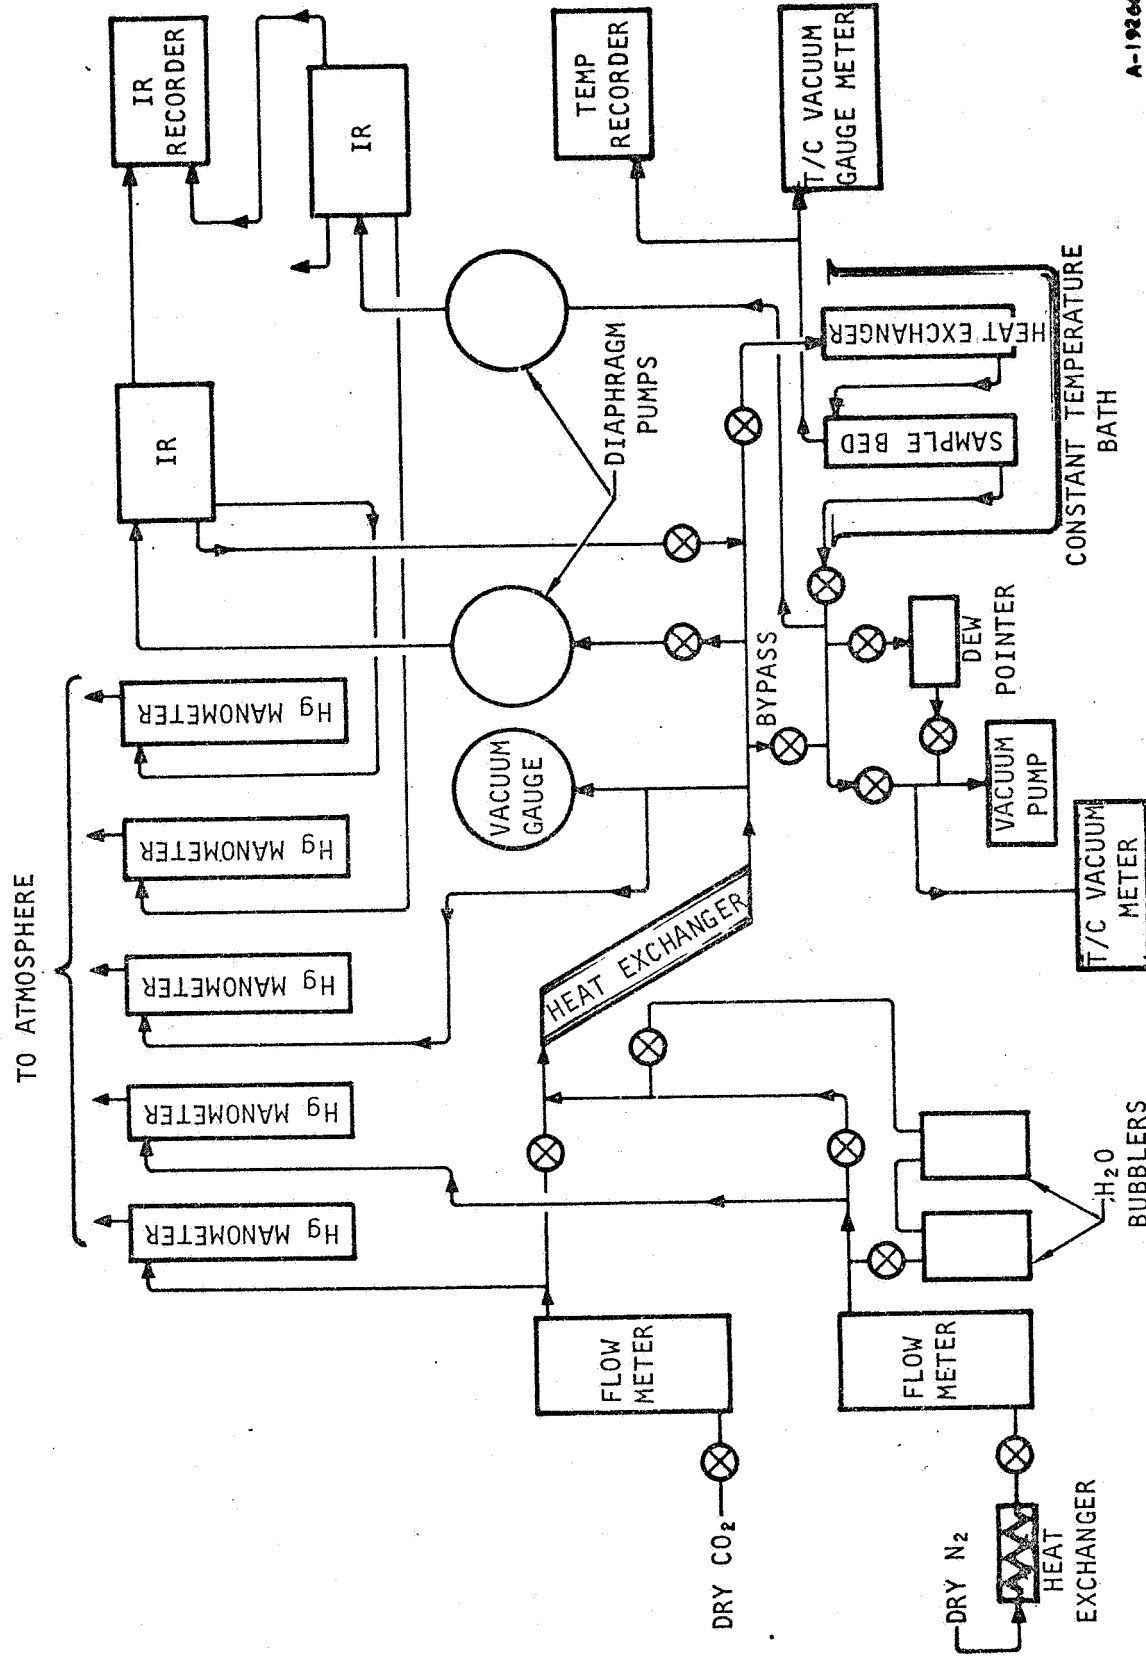 TO ATMOSPHERE
Hg MANOMETER
Hg MANOMETER
Hg MANOMETER
Hg MANOMETER
Hg MANOMETER
IR
RECORDER
IR
IR
VACUUM
GAUGE
DIAPHRAGM
PUMPS
TEMP
RECORDER
T/C VACUUM
GAUGE METER
DRY CO₂
FLOW
METER
HEAT EXCHANGER
BYPASS
HEAT EXCHANGER
SAMPLE BED
CONSTANT TEMPERATURE
BATH
DRY N₂
HEAT
EXCHANGER
FLOW
METER
H₂O
BUBBLERS
DEW
POINTER
VACUUM
PUMP
T/C VACUUM
METER